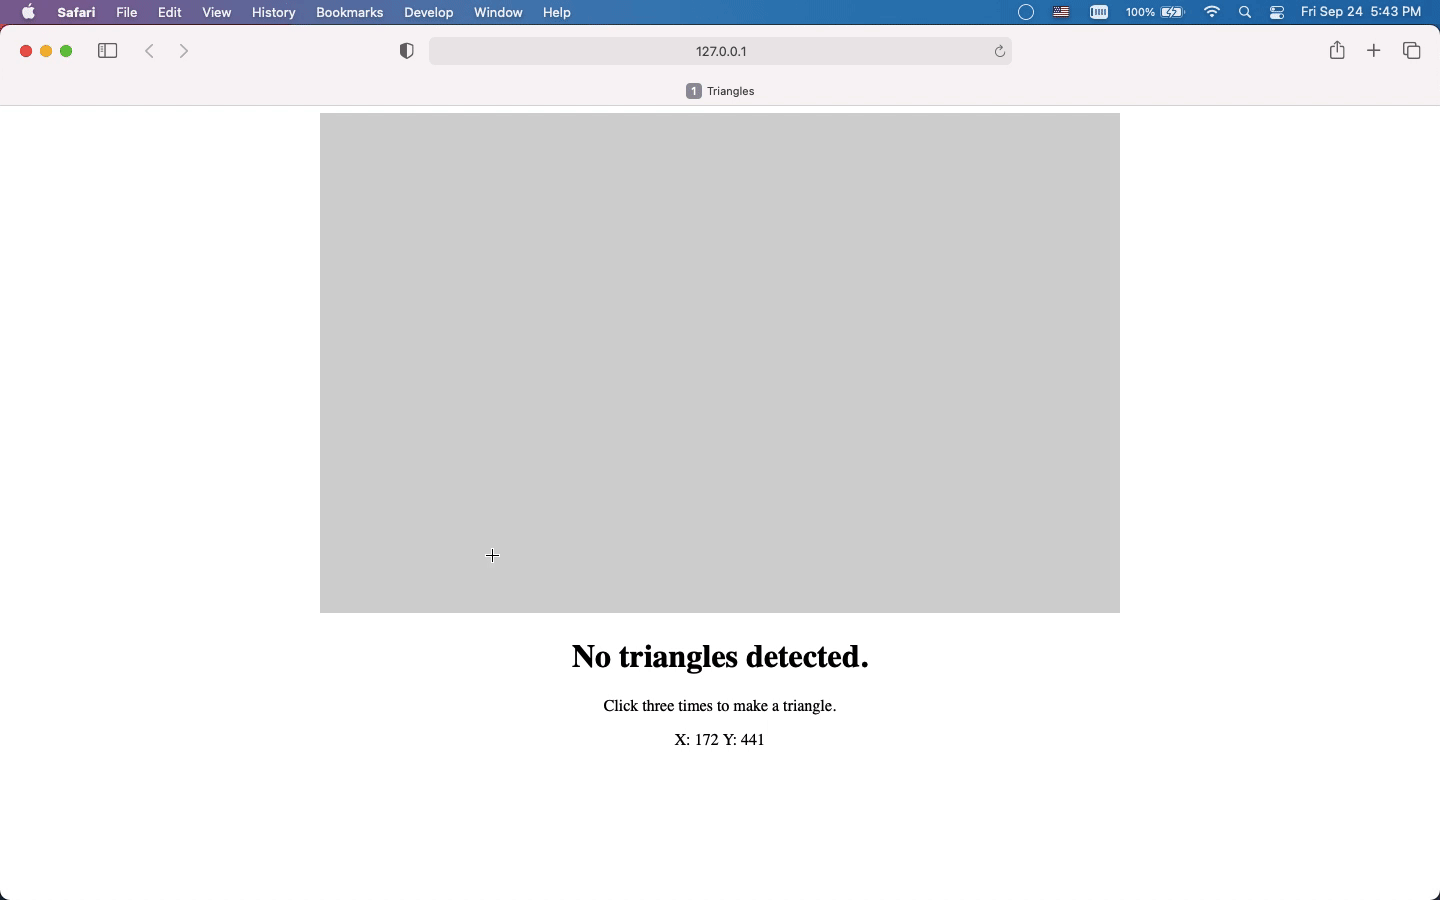 Safari File Edit View History Bookmarks Develop Window Help 100% Fri Sep 24 5:43 PM
127.0.0.1
1 Triangles
No triangles detected.
Click three times to make a triangle.
X: 172 Y: 441